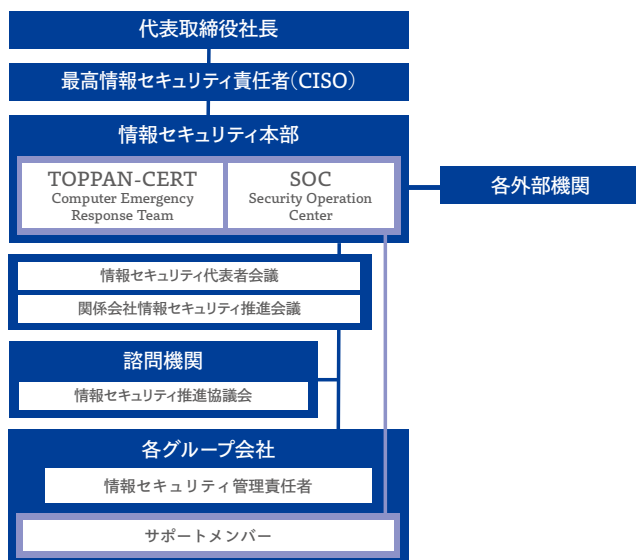 代表取締役社長
最高情報セキュリティ責任者（CISO）
情報セキュリティ本部
TOPPAN-CERT
Computer Emergency
Response Team
SOC
Security Operation
Center
各外部機関
情報セキュリティ代表者会議
関係会社情報セキュリティ推進会議
諮問機関
情報セキュリティ推進協議会
各グループ会社
情報セキュリティ管理責任者
サポートメンバー